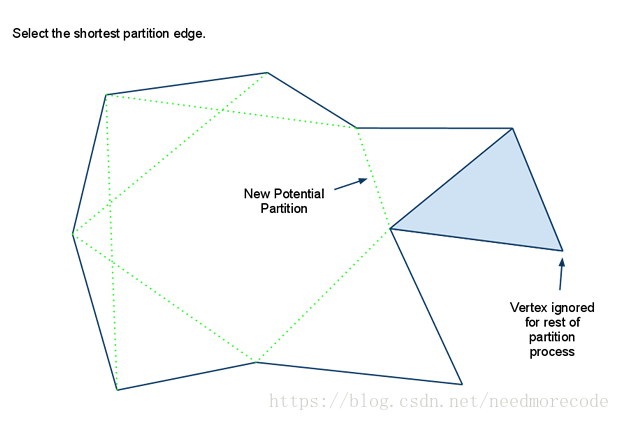 Select the shortest partition edge.
New Potential
Partition
Vertex ignored
for rest of
partition
process
https://blog.csdn.net/needmorecode